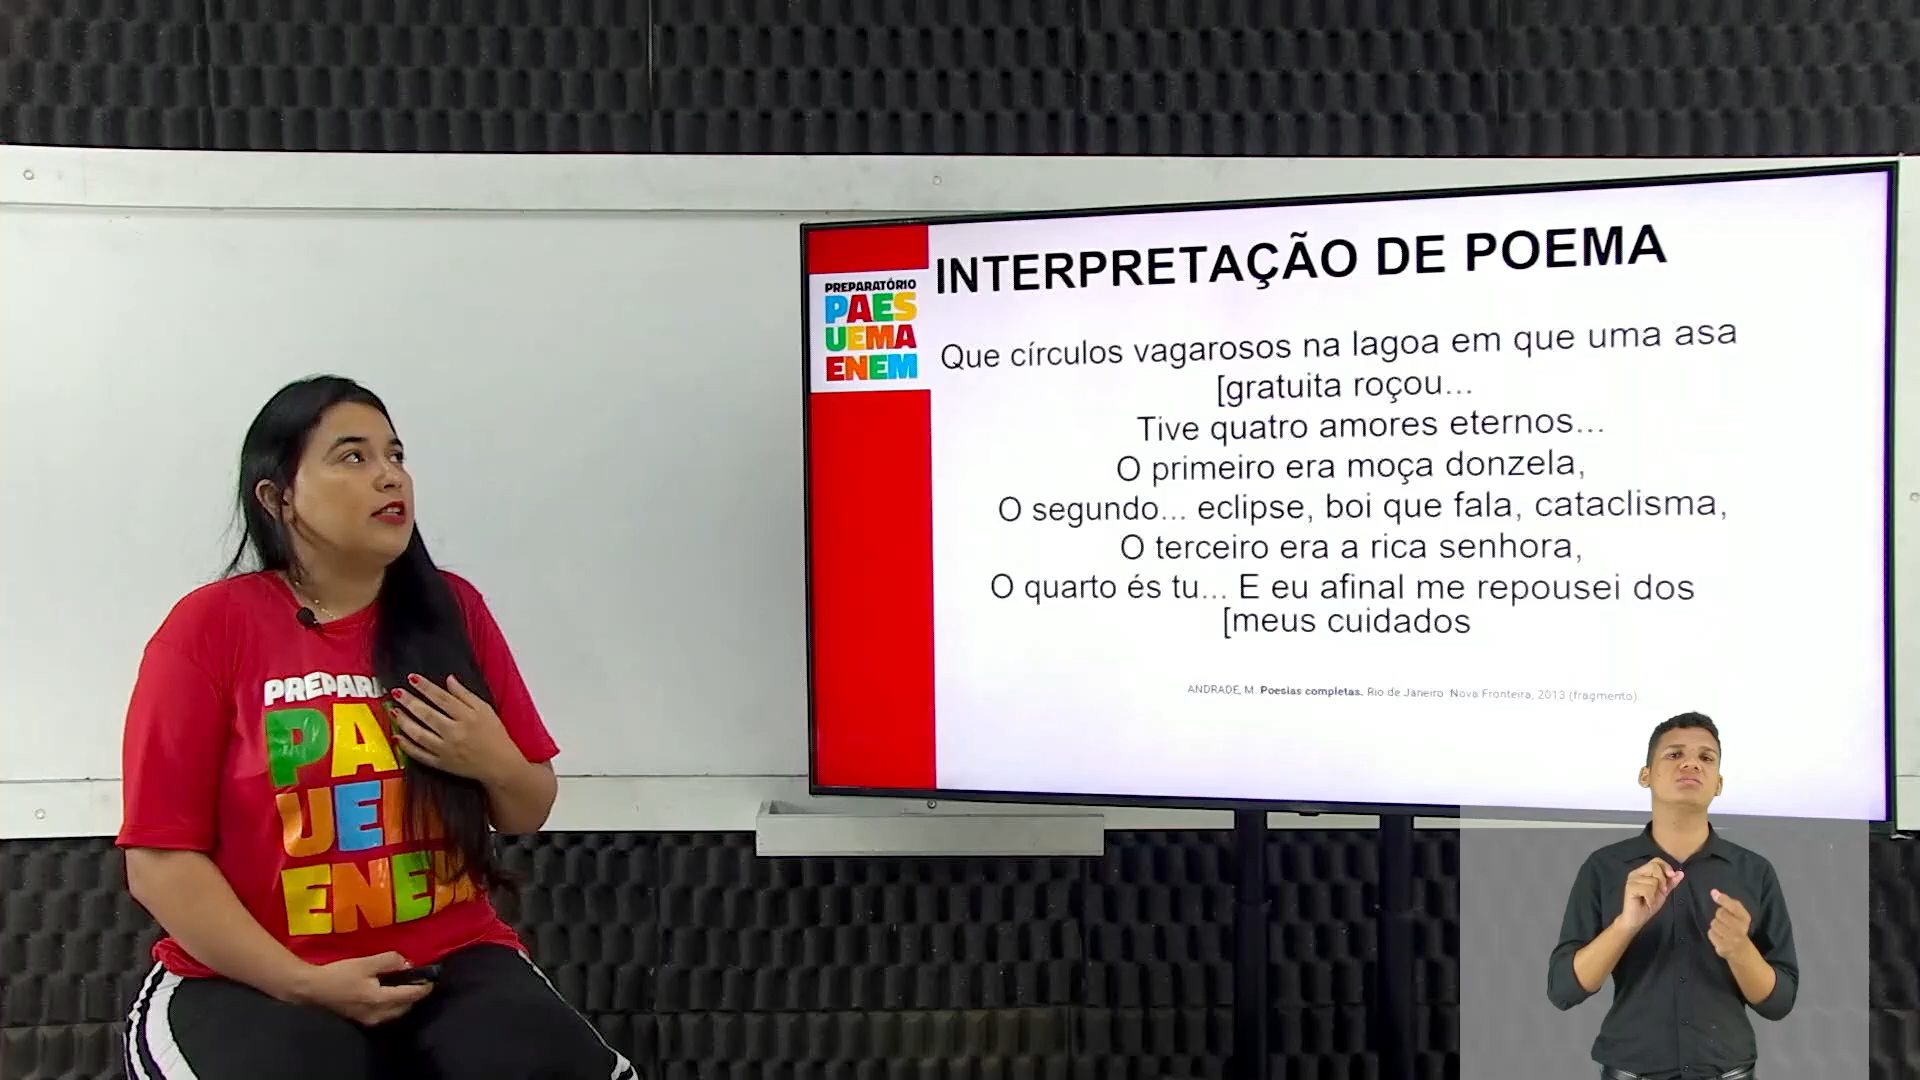 INTERPRETAÇÃO DE POEMA
PREPARATÓRIO
PAES
UEMA
ENEM
Que círculos vagarosos na lagoa em que uma asa
[gratuita roçou...
Tive quatro amores eternos...
O primeiro era moça donzela,
O segundo... eclipse, boi que fala, cataclisma,
O terceiro era a rica senhora,
O quarto és tu... E eu afinal me repousei dos
[meus cuidados
ANDRADE, M. Poesias completas. Rio de Janeiro Nova Fronteira, 2013 (fragmento).
PREPARA
PA
UE
ENEM